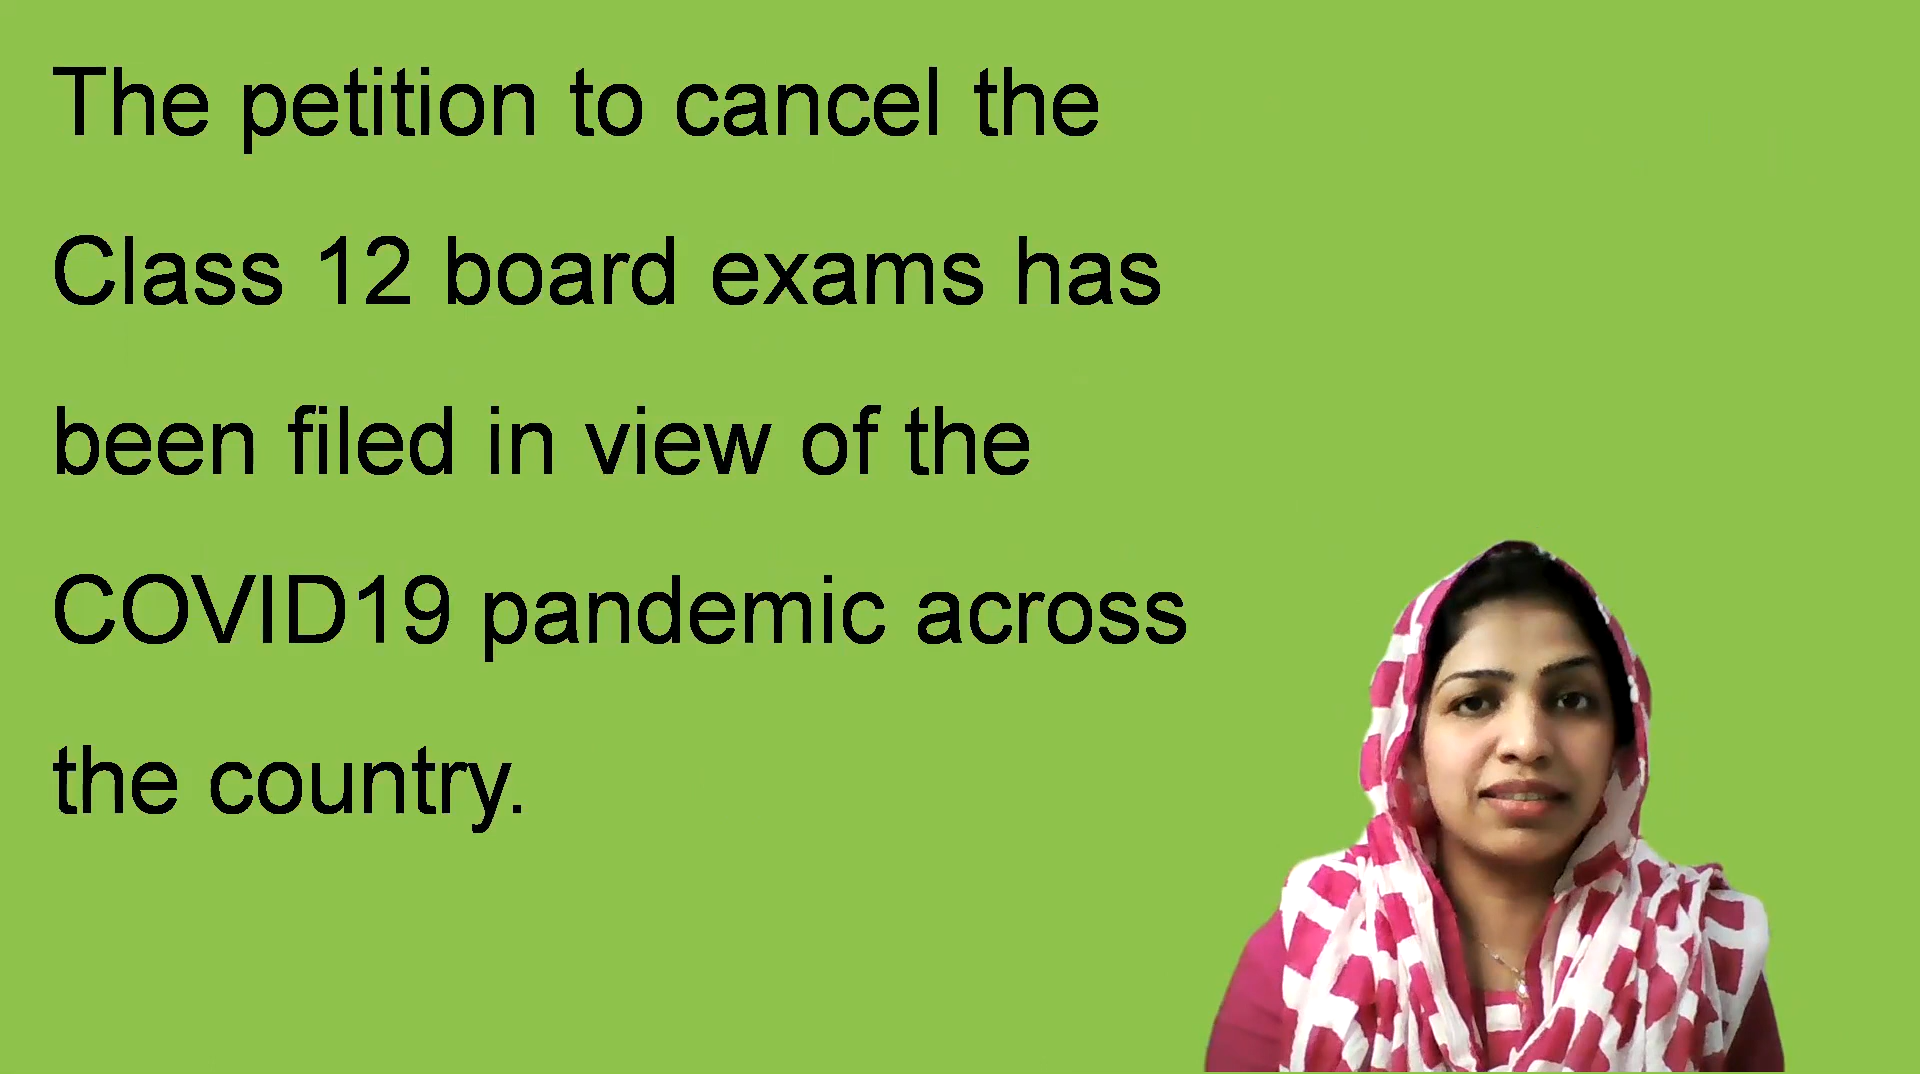 The petition to cancel the
Class 12 board exams has
been filed in view of the
COVID19 pandemic across
the country.